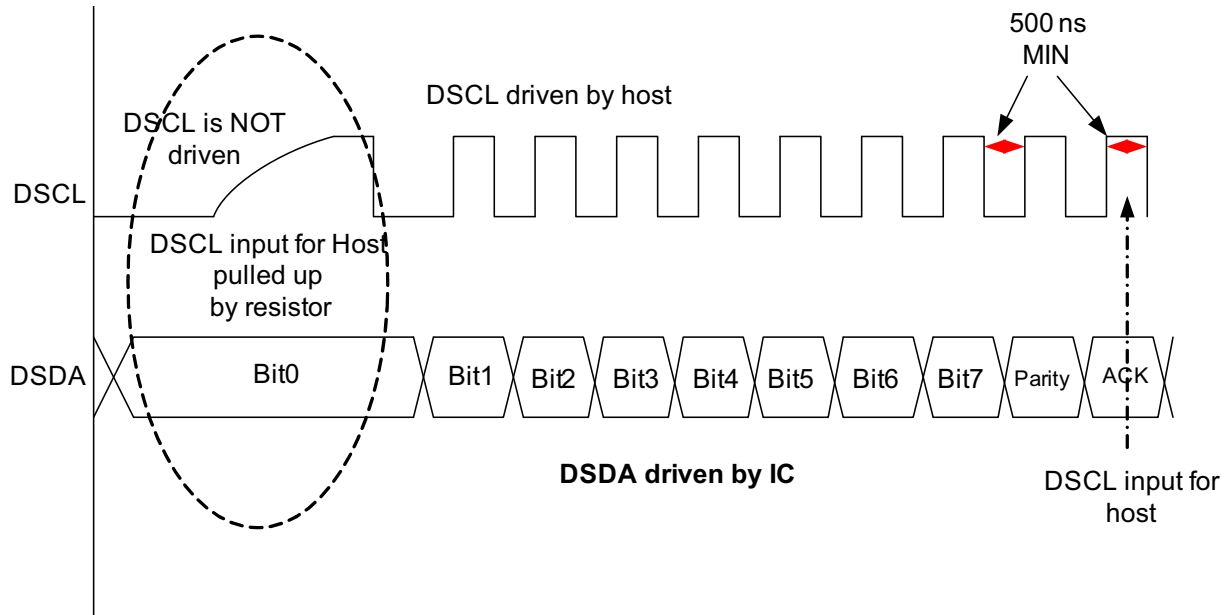 500 ns
MIN
DSCL driven by host
DSCL is NOT
driven
DSCL
DSCL input for Host
pulled up
by resistor
DSDA
Bit0
Bit1
Bit2
Bit3
Bit4
Bit5
Bit6
Bit7
Parity
ACK
DSDA driven by IC
DSCL input for
host